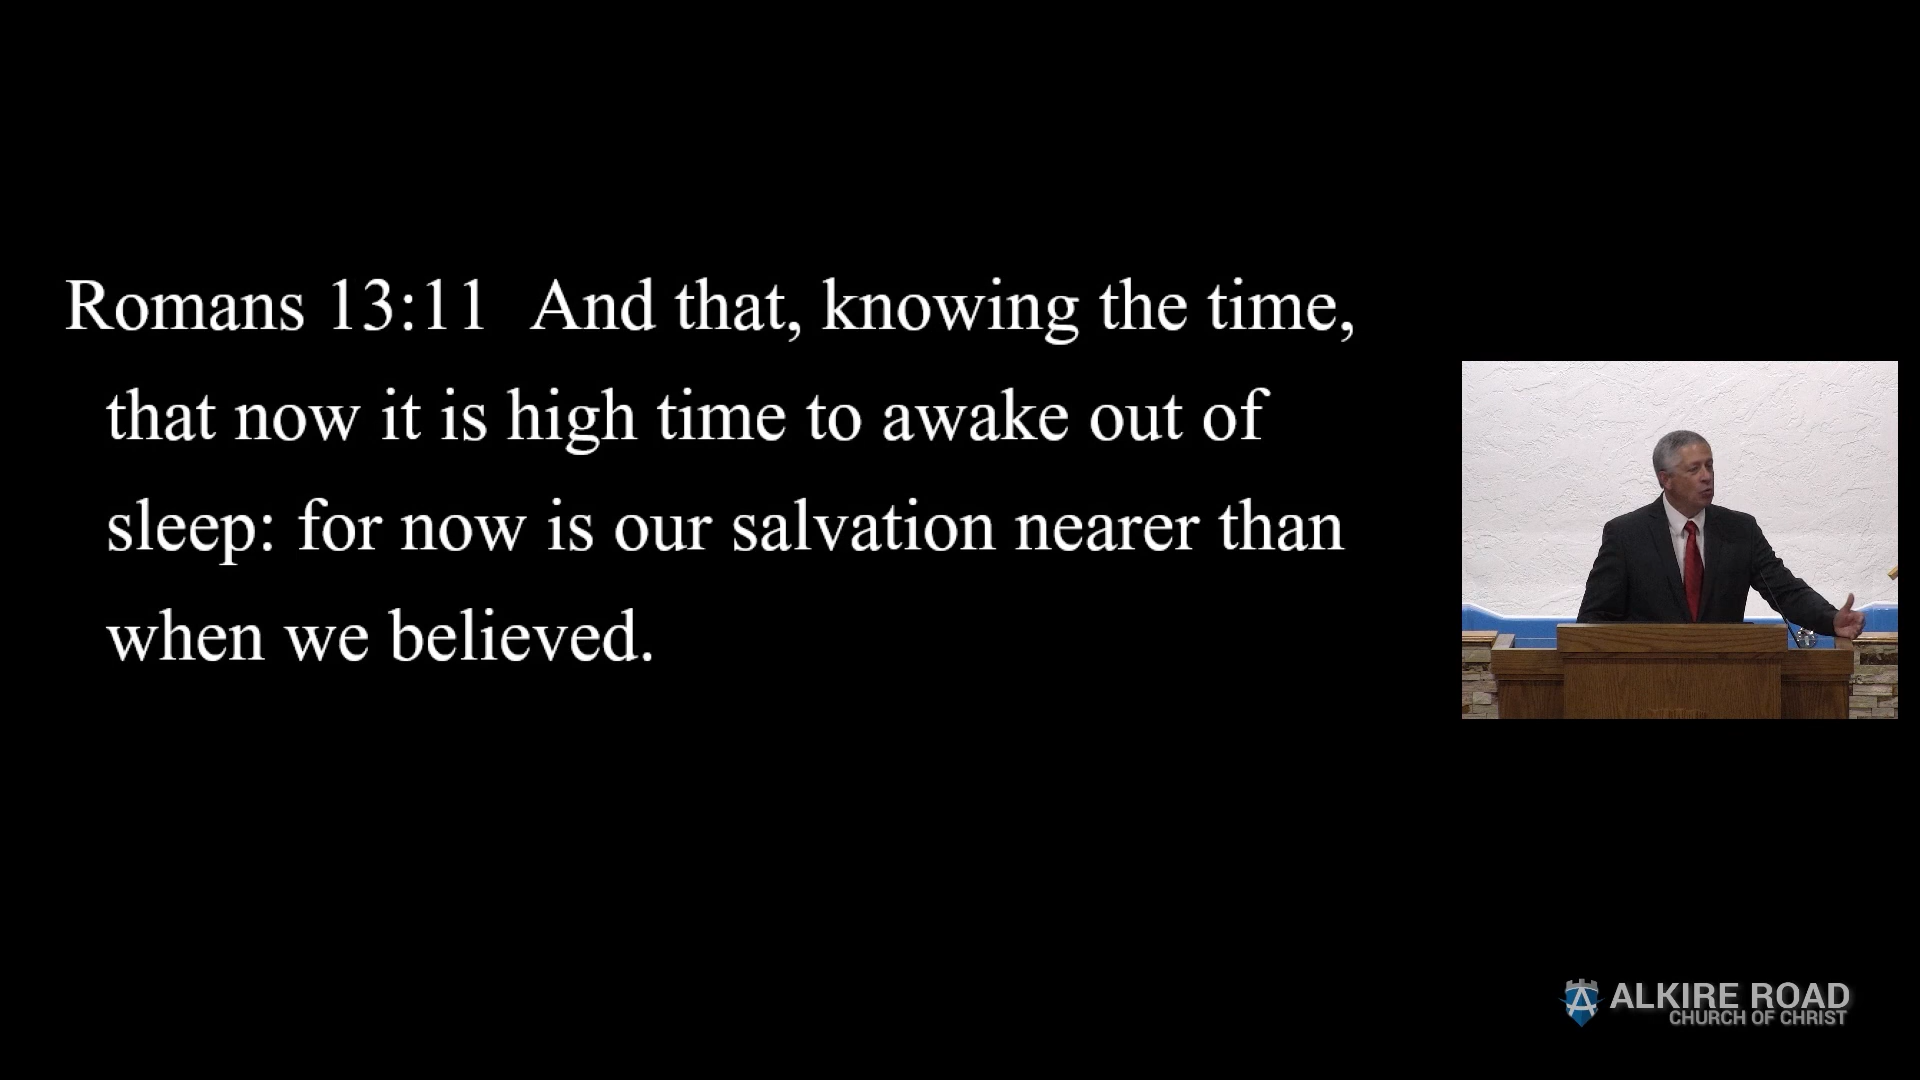 Romans 13:11  And that, knowing the time,
that now it is high time to awake out of
sleep: for now is our salvation nearer than
when we believed.
ALKIRE ROAD
CHURCH OF CHRIST